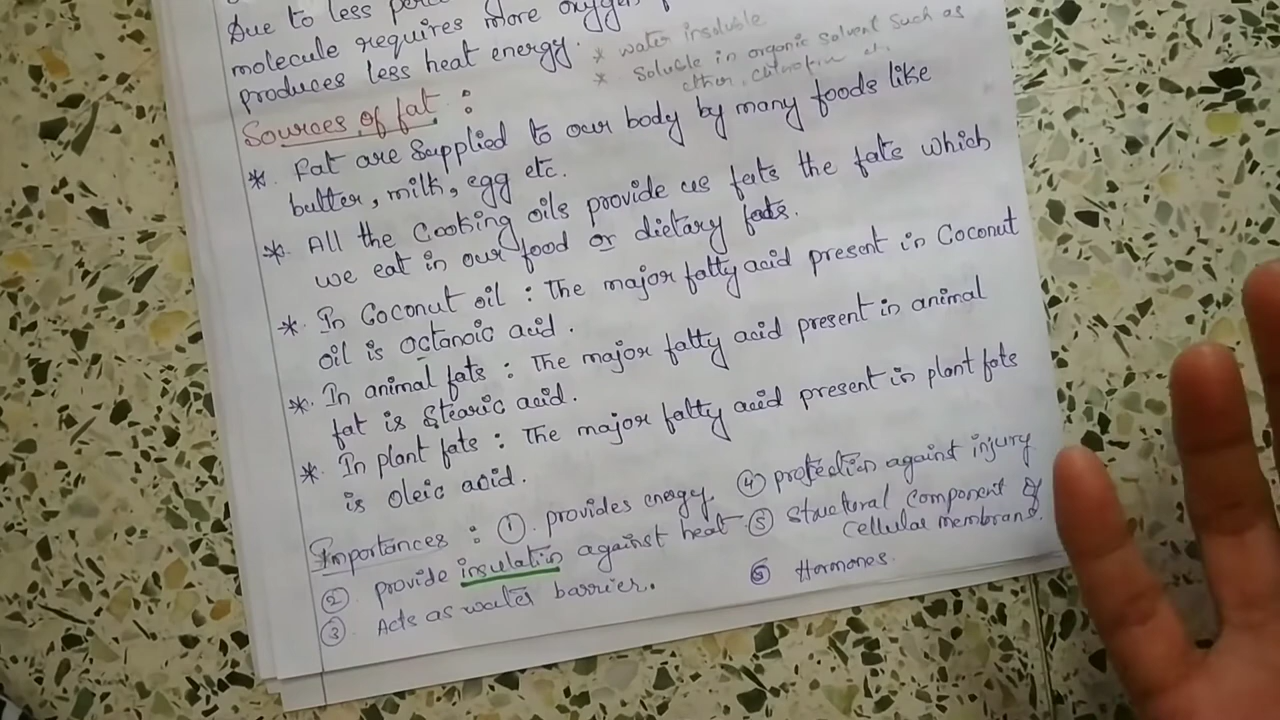 Due to less
molecule requires more oxygen
produces less heat energy.
* water insoluble
* Soluble in organic solvent such as
ether,
Sources of fat :
* Fat are supplied to our body by many foods like
butter, milk, egg etc.
* All the cooking oils provide us fats the fats which
we eat in our food or dietary fats.
* In Coconut oil : The major fatty acid present in Coconut
oil is octanoic acid.
* In animal fats : The major fatty acid present in animal
fat is Stearic acid.
* In plant fats : The major fatty acid present in plant fats
is Oleic acid.
Importances : ① provides energy.
② provide insulation against heat
③ Acts as water barrier.
④ protection against injury
⑤ structural component of
cellular membrane.
⑥ Hormones.